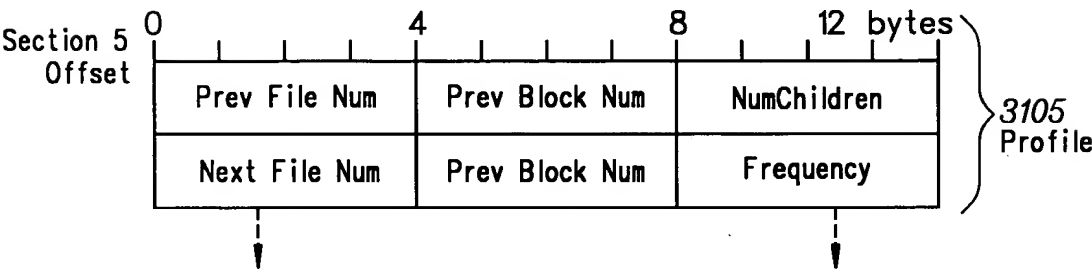 0 4 8 12 bytes
Section 5
Offset
Prev File Num Prev Block Num NumChildren
3105
Profile
Next File Num Prev Block Num Frequency